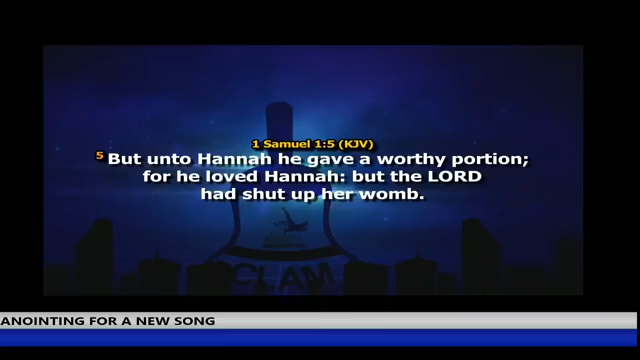 1 Samuel 1:5 (KJV)
5 But unto Hannah he gave a worthy portion;
for he loved Hannah: but the LORD
had shut up her womb.
CLAM
ANOINTING FOR A NEW SONG